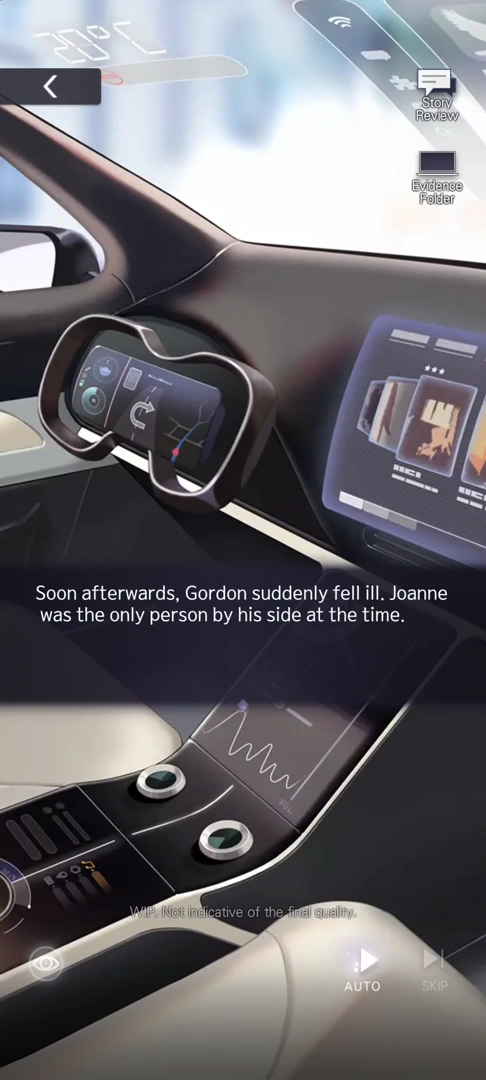 20°C
Story
Review
Evidence
Folder
Soon afterwards, Gordon suddenly fell ill. Joanne
was the only person by his side at the time.
WIP. Not indicative of the final quality.
AUTO
SKIP